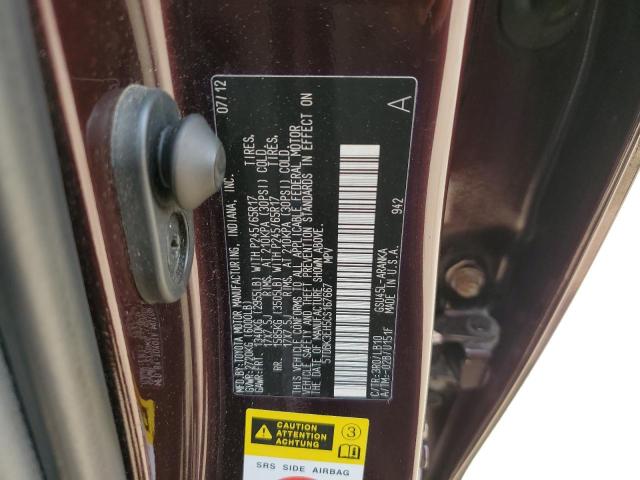 MFD.BY:TOYOTA MOTOR MANUFACTURING, INDIANA, INC. 07/12
GVWR:2720KG (6000LB)
GAWR:FRT. 1340KG (2955LB) WITH P245/65R17 TIRES,
17X7.5J RIMS, AT 210KPA (30PSI) COLD.
RR. 1590KG (3505LB) WITH P245/65R17 TIRES,
17X7.5J RIMS, AT 210KPA (30PSI) COLD.
THIS VEHICLE CONFORMS TO ALL APPLICABLE FEDERAL MOTOR
VEHICLE SAFETY AND THEFT PREVENTION STANDARDS IN EFFECT ON
THE DATE OF MANUFACTURE SHOWN ABOVE.
5TDBK3EH5CS167667 MPV
C/TR:3R0/LB10 GSU45L-ARANKA A
A/TM:-02B/U151F MADE IN U.S.A. 942
CAUTION
ATTENTION
ACHTUNG
3
SRS SIDE AIRBAG